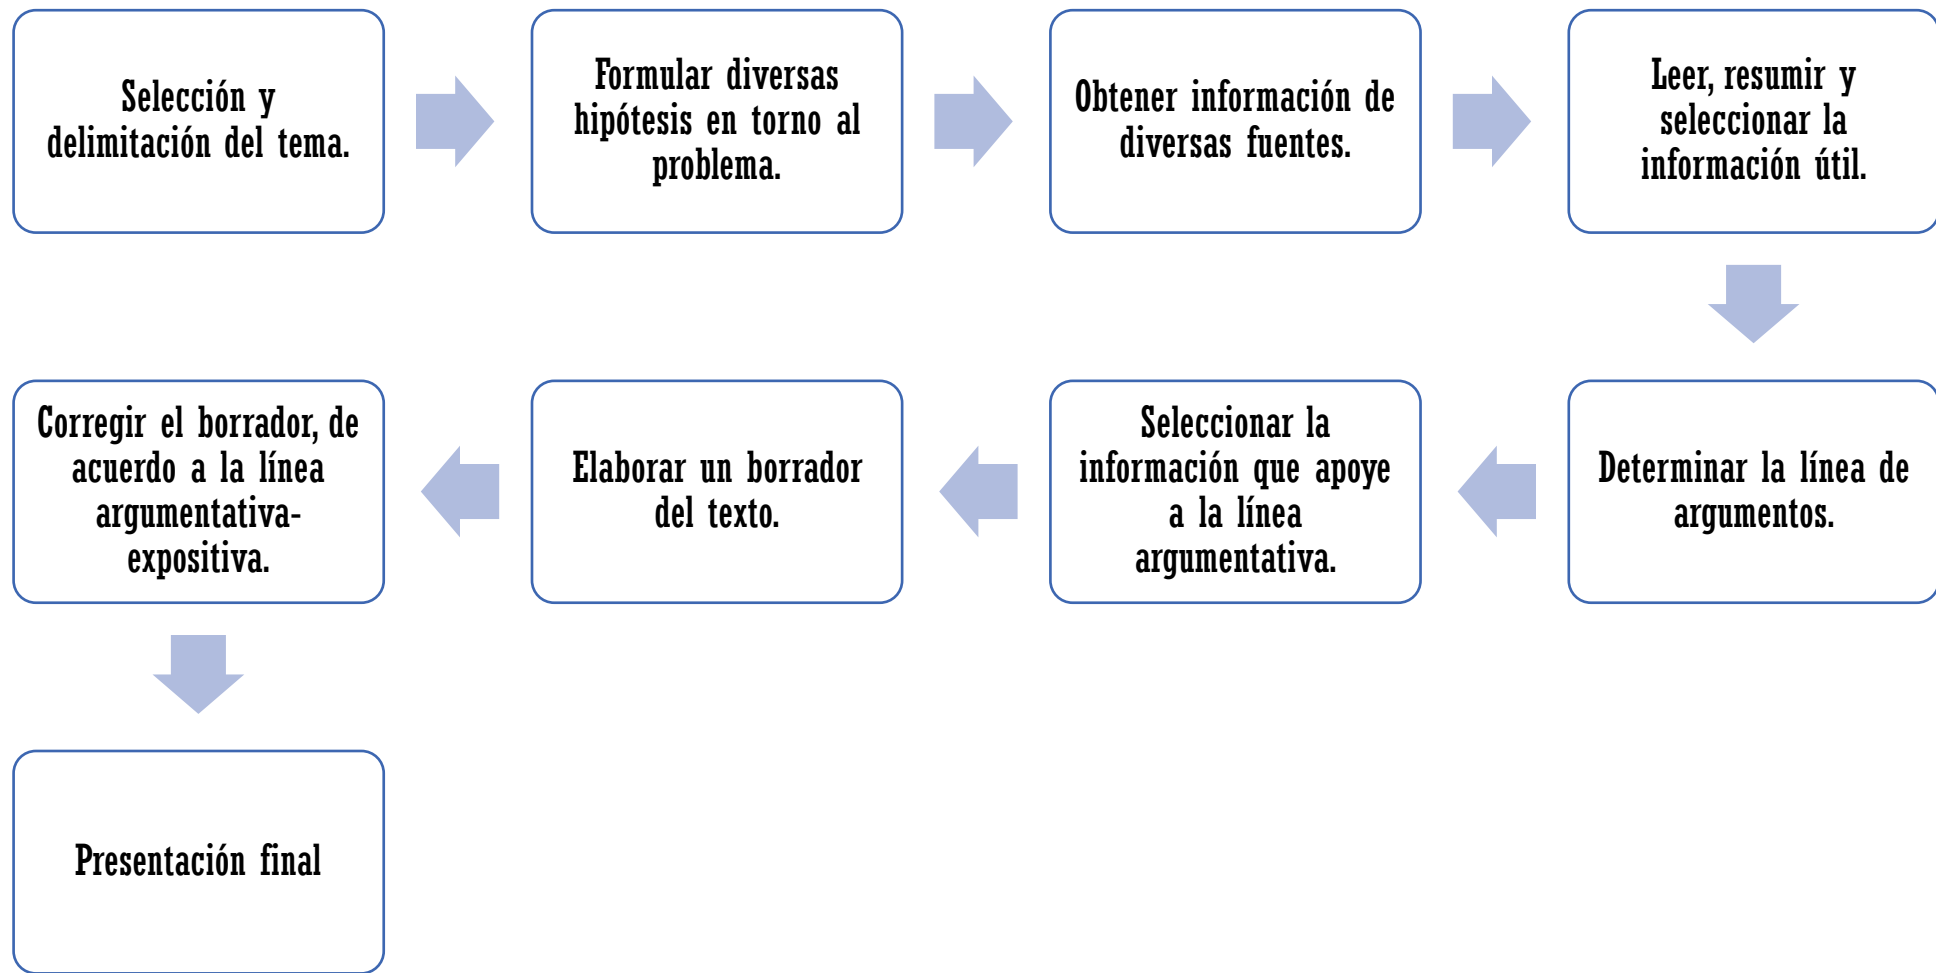 Selección y
delimitación del tema.
Formular diversas
hipótesis en torno al
problema.
Obtener información de
diversas fuentes.
Leer, resumir y
seleccionar la
información útil.
Determinar la línea de
argumentos.
Seleccionar la
información que apoye
a la línea
argumentativa.
Elaborar un borrador
del texto.
Corregir el borrador, de
acuerdo a la línea
argumentativa-
expositiva.
Presentación final